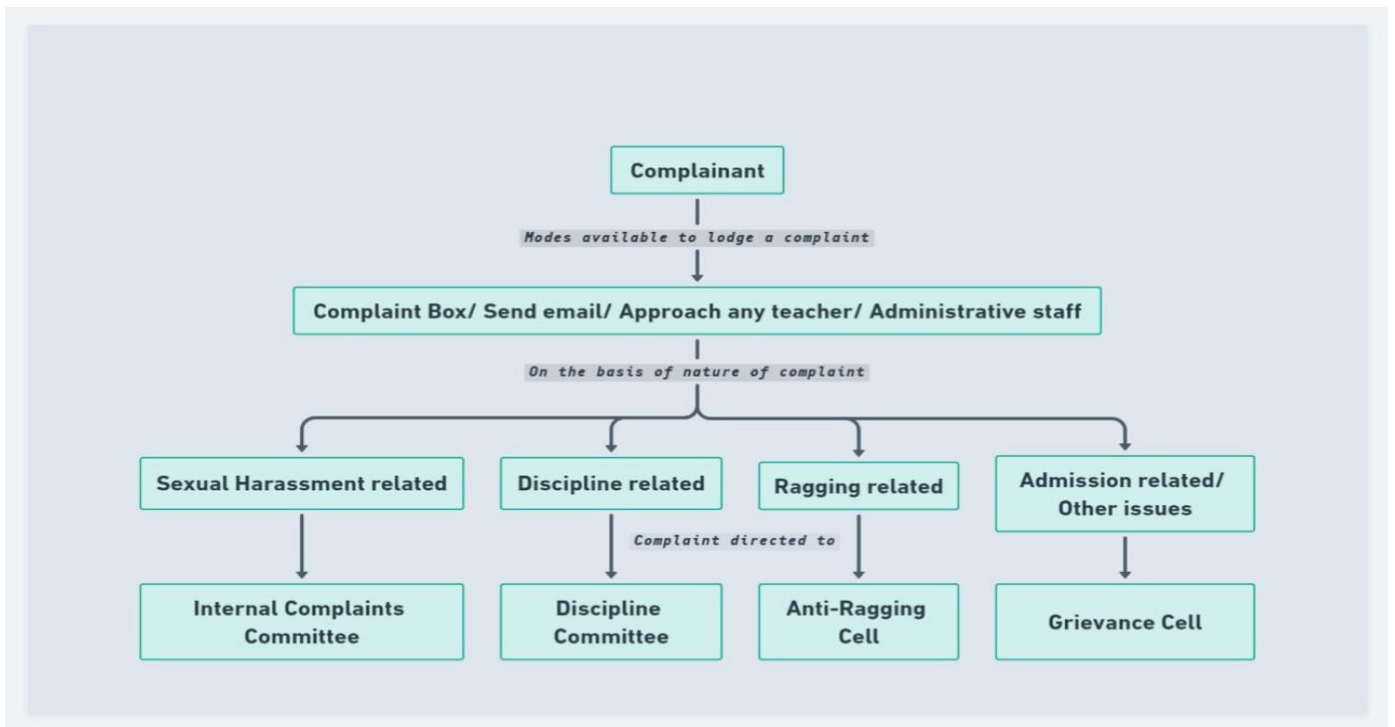 Complainant
Modes available to lodge a complaint
Complaint Box/ Send email/ Approach any teacher/ Administrative staff
On the basis of nature of complaint
Sexual Harassment related
Discipline related
Ragging related
Admission related/
Other issues
Complaint directed to
Internal Complaints
Committee
Discipline
Committee
Anti-Ragging
Cell
Grievance Cell